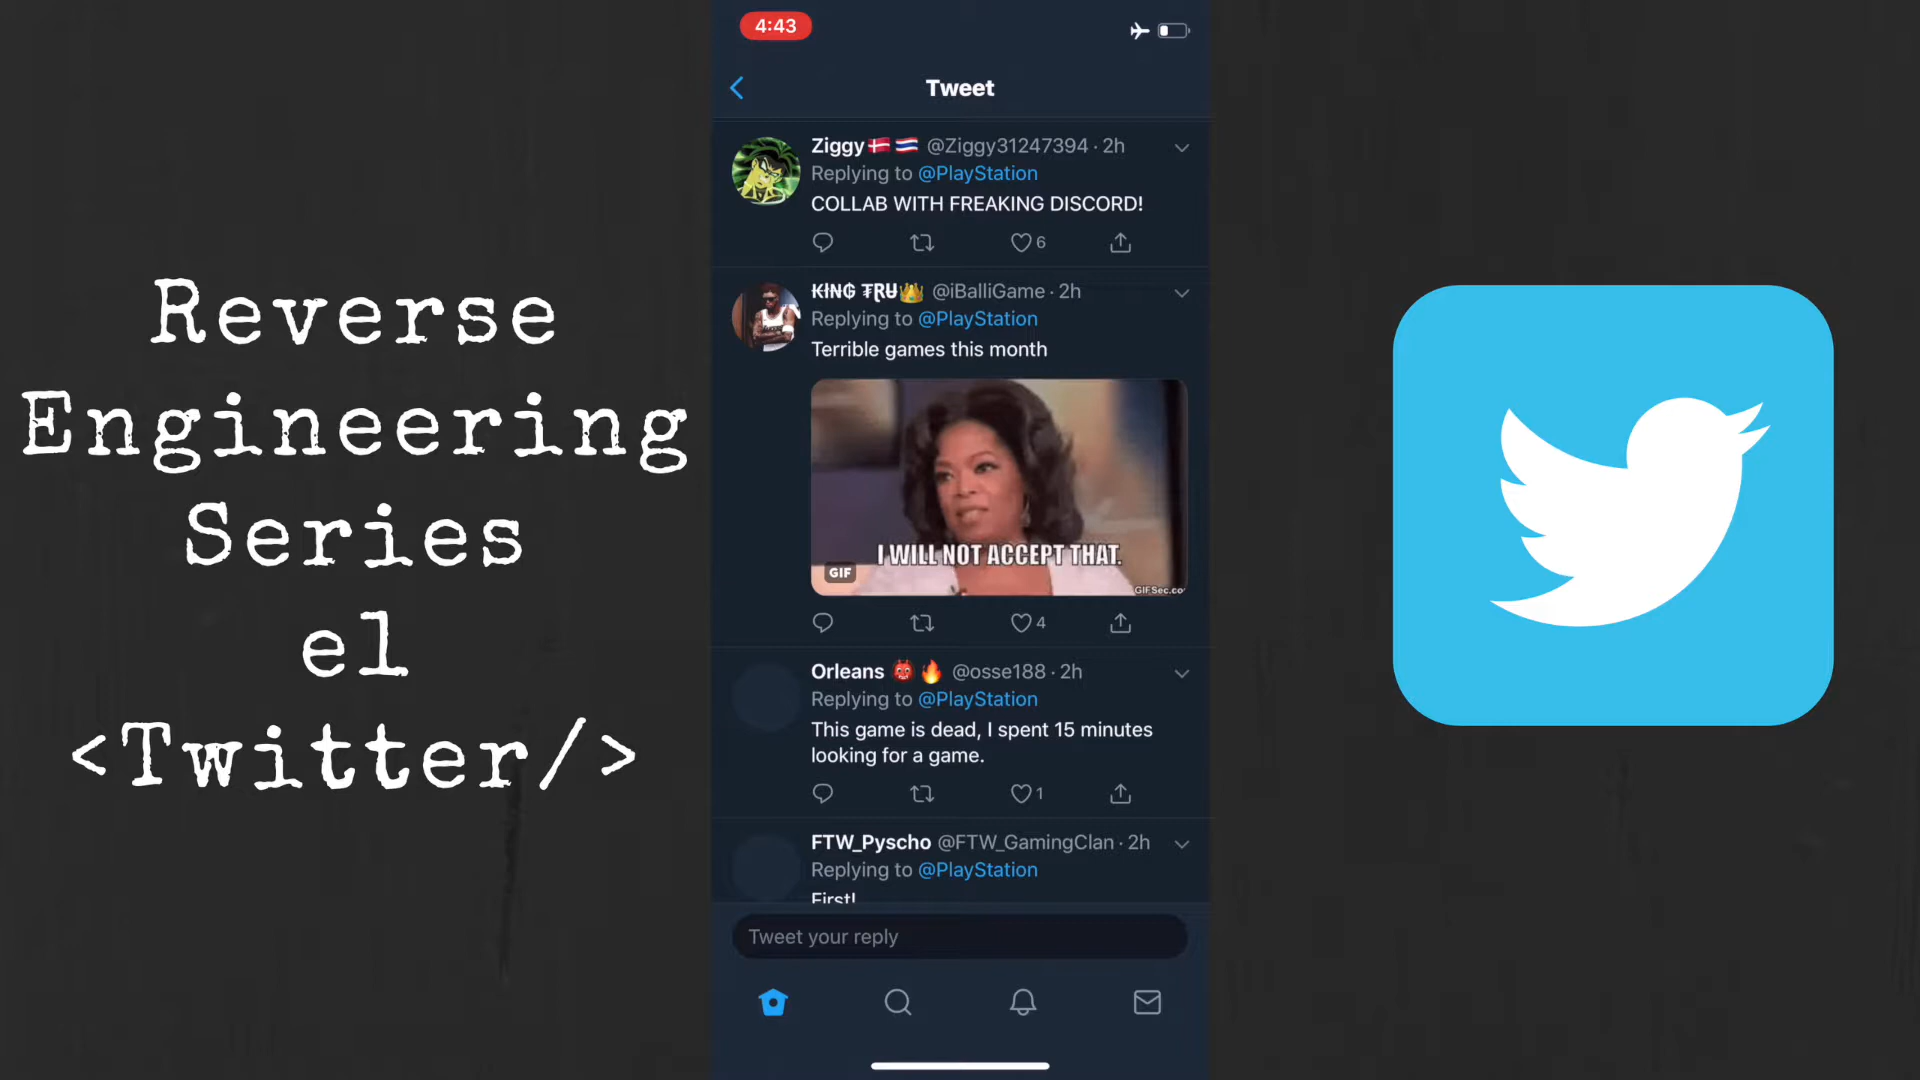 Reverse
Engineering
Series
el
<Twitter/>
4:43
Tweet
Ziggy🇩🇰🇹🇭 @Ziggy31247394 · 2h
Replying to @PlayStation
COLLAB WITH FREAKING DISCORD!
6
₭ł₦₲ ₮ⱤɄ👑 @iBalliGame · 2h
Replying to @PlayStation
Terrible games this month
I WILL NOT ACCEPT THAT.
GIF
GIFSec.co
4
Orleans 👹🔥 @osse188 · 2h
Replying to @PlayStation
This game is dead, I spent 15 minutes
looking for a game.
1
FTW_Pyscho @FTW_GamingClan · 2h
Replying to @PlayStation
First!
Tweet your reply